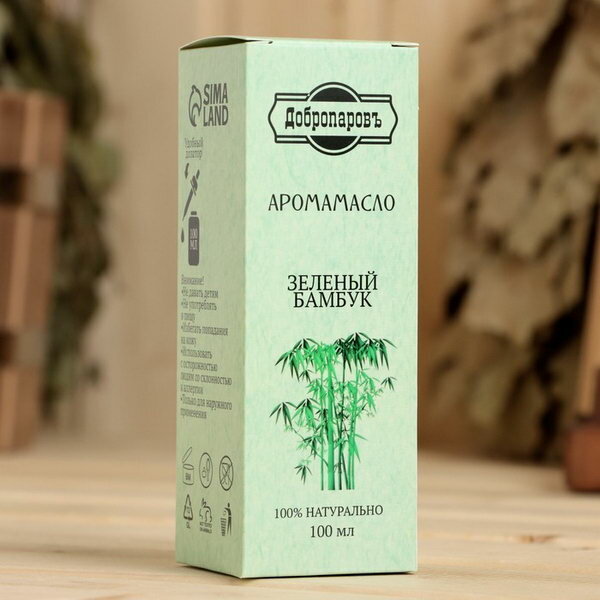 SIMA
LAND
Удобный
дозатор
100
МЛ
Внимание!
•Не давать детям
•Не употреблять
в пищу
•Избегать попадания
на кожу
•Использовать
с осторожностью
людям со склонностью
к аллергии
•Только для наружного
применения
Добропаровъ
АРОМАМАСЛО
ЗЕЛЕНЫЙ
БАМБУК
100% НАТУРАЛЬНО
100 мл